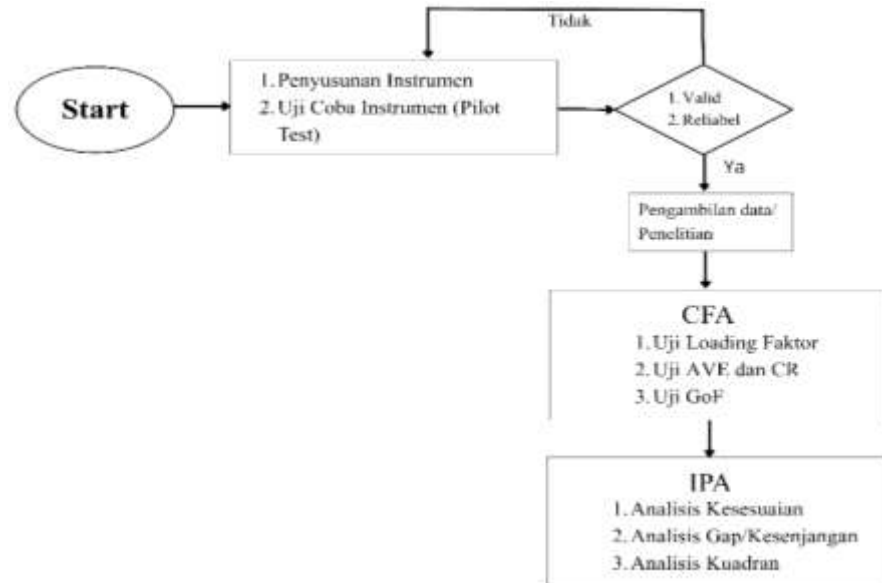 Tidak
Start
1. Penyusunan Instrumen
2. Uji Coba Instrumen (Pilot
Test)
1. Valid
2. Reliabel
Ya
Pengambilan data/
Penelitian
CFA
1. Uji Loading Faktor
2. Uji AVE dan CR
3. Uji GoF
IPA
1. Analisis Kesesuaian
2. Analisis Gap/Kesenjangan
3. Analisis Kuadran